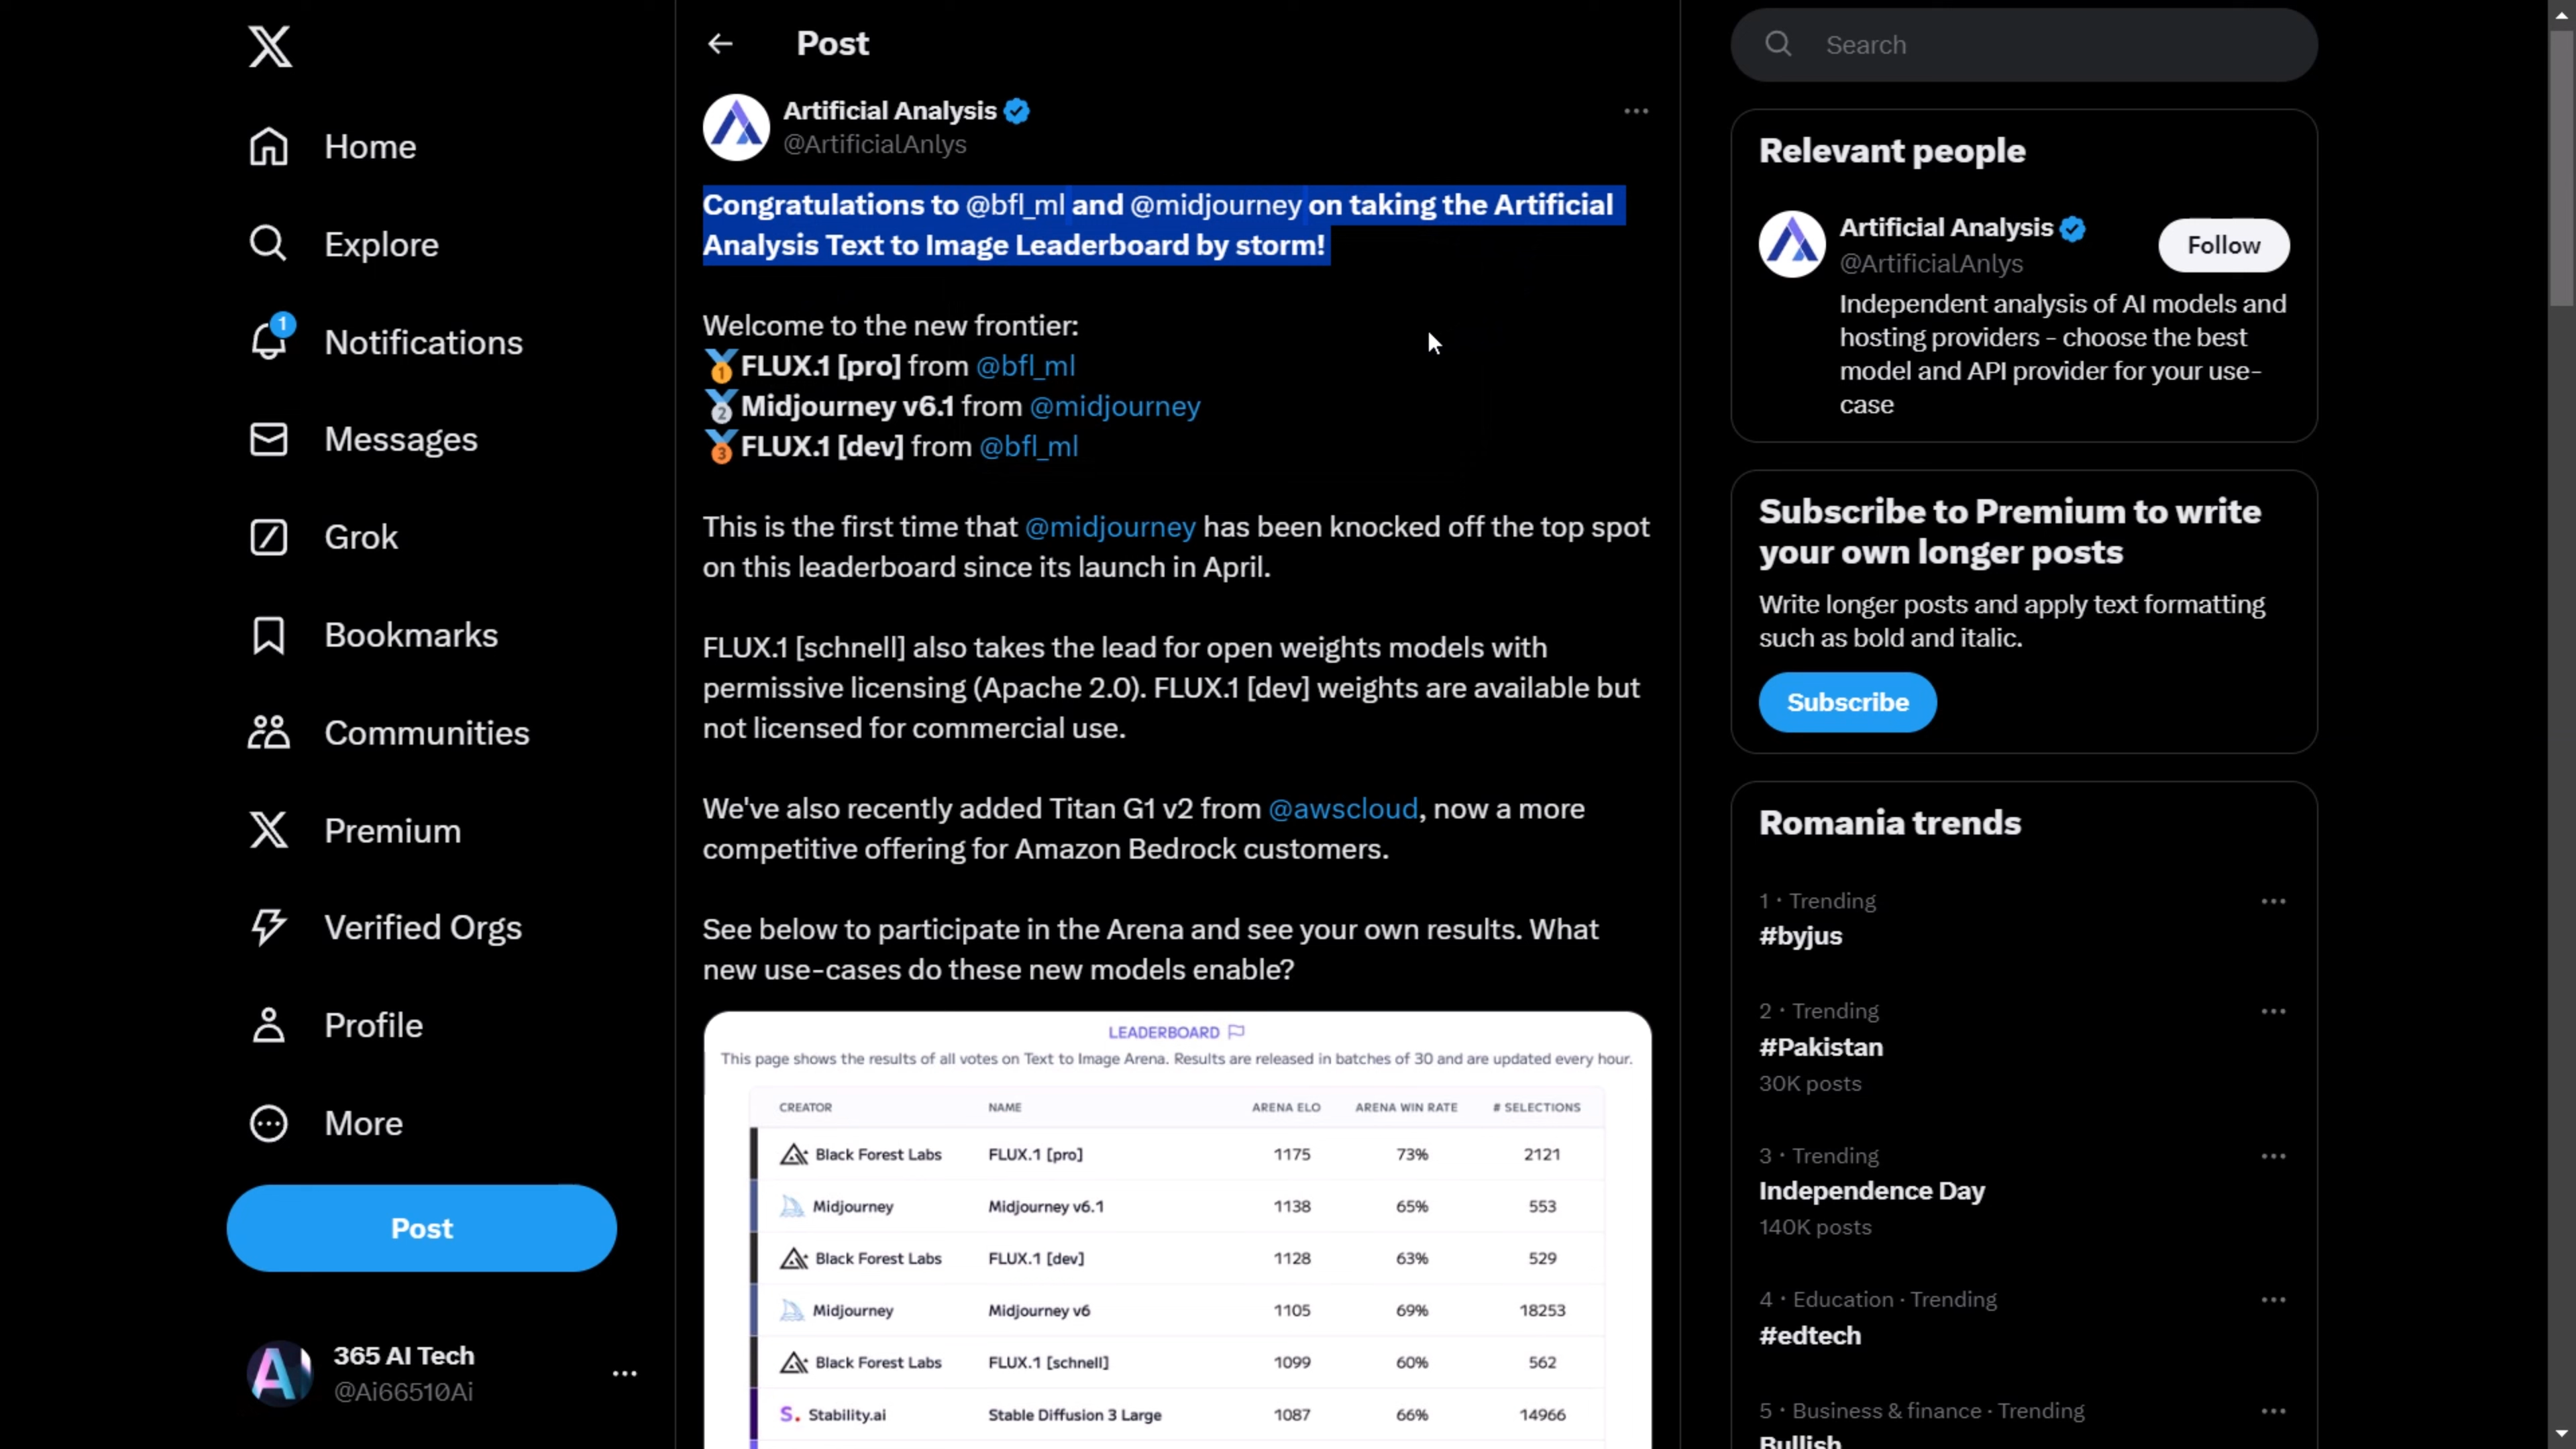 Home
Explore
1
Notifications
Messages
Grok
Bookmarks
Communities
Premium
Verified Orgs
Profile
More
Post
365 AI Tech
@Ai66510Ai
Post
Artificial Analysis
@ArtificialAnlys
Congratulations to @bfl_ml and @midjourney on taking the Artificial
Analysis Text to Image Leaderboard by storm!
Welcome to the new frontier:
🥇FLUX.1 [pro] from @bfl_ml
🥈Midjourney v6.1 from @midjourney
🥉FLUX.1 [dev] from @bfl_ml
This is the first time that @midjourney has been knocked off the top spot
on this leaderboard since its launch in April.
FLUX.1 [schnell] also takes the lead for open weights models with
permissive licensing (Apache 2.0). FLUX.1 [dev] weights are available but
not licensed for commercial use.
We've also recently added Titan G1 v2 from @awscloud, now a more
competitive offering for Amazon Bedrock customers.
See below to participate in the Arena and see your own results. What
new use-cases do these new models enable?
LEADERBOARD
This page shows the results of all votes on Text to Image Arena. Results are released in batches of 30 and are updated every hour.
CREATOR NAME ARENA ELO ARENA WIN RATE # SELECTIONS
Black Forest Labs FLUX.1 [pro] 1175 73% 2121
Midjourney Midjourney v6.1 1138 65% 553
Black Forest Labs FLUX.1 [dev] 1128 63% 529
Midjourney Midjourney v6 1105 69% 18253
Black Forest Labs FLUX.1 [schnell] 1099 60% 562
S. Stability.ai Stable Diffusion 3 Large 1087 66% 14966
Search
Relevant people
Artificial Analysis
@ArtificialAnlys
Follow
Independent analysis of AI models and
hosting providers - choose the best
model and API provider for your use-
case
Subscribe to Premium to write
your own longer posts
Write longer posts and apply text formatting
such as bold and italic.
Subscribe
Romania trends
1 · Trending
#byjus
2 · Trending
#Pakistan
30K posts
3 · Trending
Independence Day
140K posts
4 · Education · Trending
#edtech
5 · Business & finance · Trending
Bullish